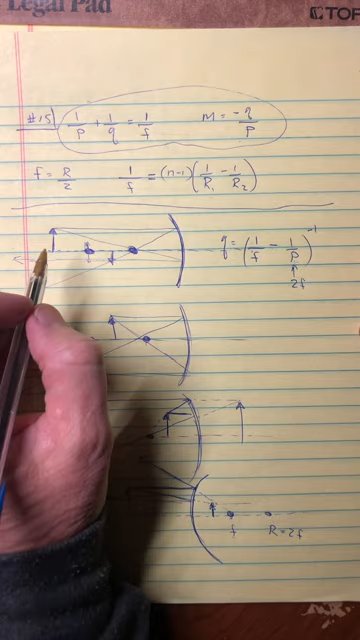 Legal Pad
TOP
#15 1/p + 1/q = 1/f M = -q/p
f = R/2 1/f = (n-1)(1/R₁ - 1/R₂)
q = (1/f - 1/p)⁻¹
2f
f R=2f